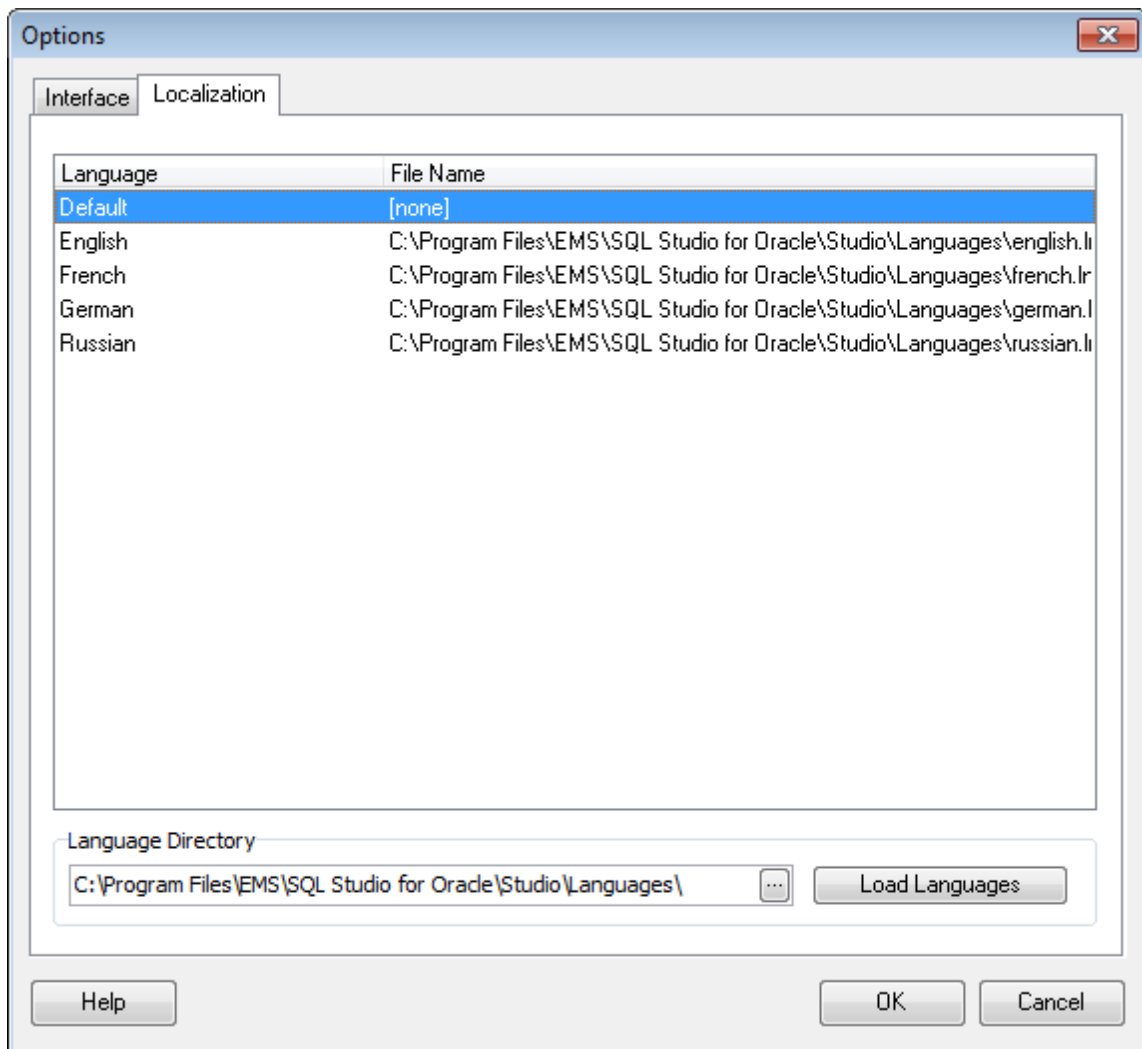 Options
Interface Localization
Language File Name
Default [none]
English C:\Program Files\EMS\SQL Studio for Oracle\Studio\Languages\english.l
French C:\Program Files\EMS\SQL Studio for Oracle\Studio\Languages\french.l
German C:\Program Files\EMS\SQL Studio for Oracle\Studio\Languages\german.l
Russian C:\Program Files\EMS\SQL Studio for Oracle\Studio\Languages\russian.l
Language Directory
C:\Program Files\EMS\SQL Studio for Oracle\Studio\Languages\ ... Load Languages
Help OK Cancel